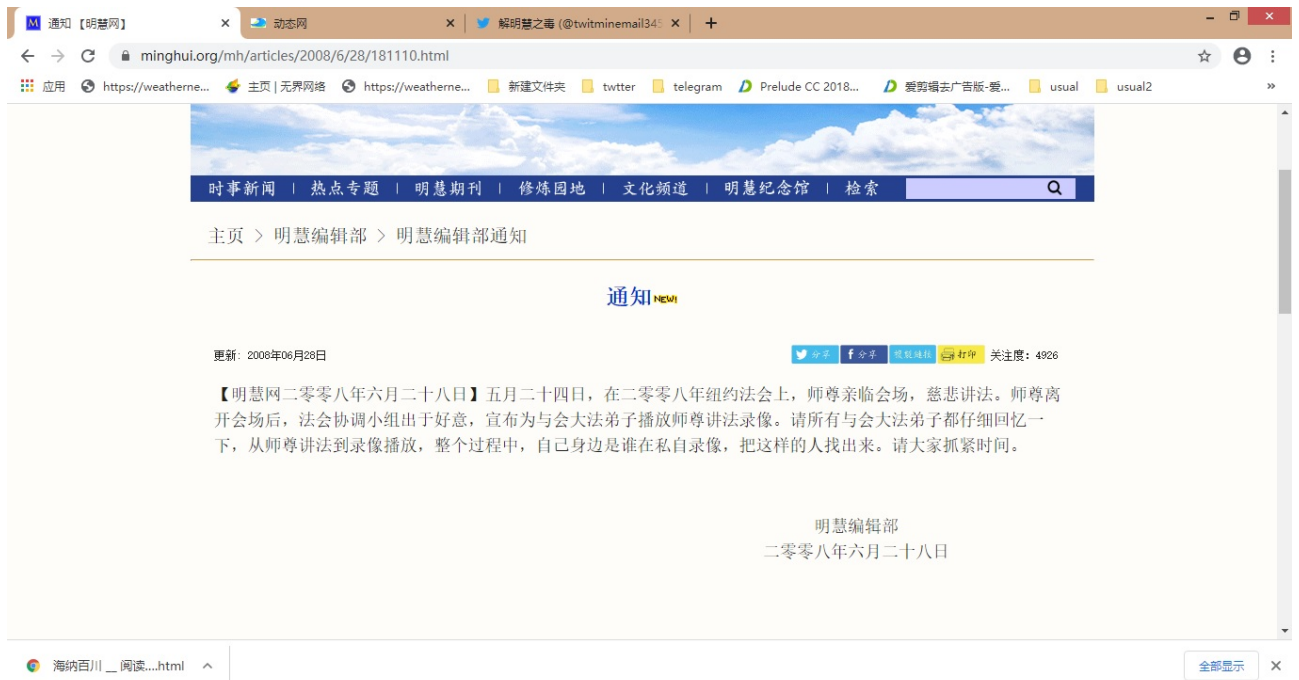 通知【明慧网】
动态网
解明慧之毒 (@twitminemail345
minghui.org/mh/articles/2008/6/28/181110.html
应用 https://weatherne... 主页 | 无界网络 https://weatherne... 新建文件夹 twtter telegram Prelude CC 2018... 爱剪辑去广告版-爱... usual usual2 »
时事新闻 | 热点专题 | 明慧期刊 | 修炼园地 | 文化频道 | 明慧纪念馆 | 检索
主页 > 明慧编辑部 > 明慧编辑部通知
通知 NEW!
更新: 2008年06月28日
分享 f 分享 打印 关注度: 4926
【明慧网二零零八年六月二十八日】五月二十四日，在二零零八年纽约法会上，师尊亲临会场，慈悲讲法。师尊离
开会场后，法会协调小组出于好意，宣布为与会大法弟子播放师尊讲法录像。请所有与会大法弟子都仔细回忆一
下，从师尊讲法到录像播放，整个过程中，自己身边是谁在私自录像，把这样的人找出来。请大家抓紧时间。
明慧编辑部
二零零八年六月二十八日
海纳百川 __ 阅读....html
全部显示